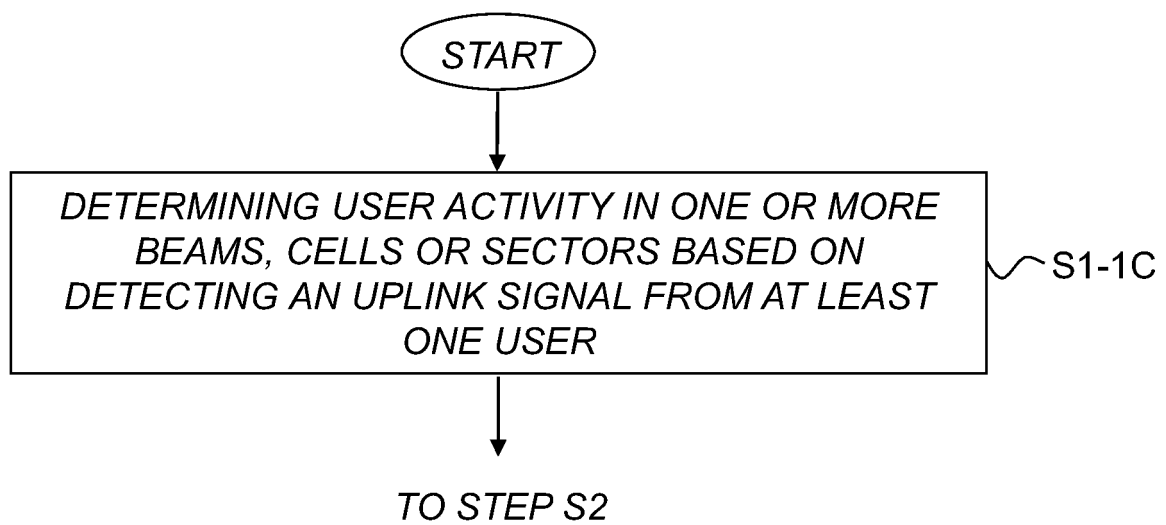 START
DETERMINING USER ACTIVITY IN ONE OR MORE
BEAMS, CELLS OR SECTORS BASED ON
DETECTING AN UPLINK SIGNAL FROM AT LEAST
ONE USER
S1-1C
TO STEP S2